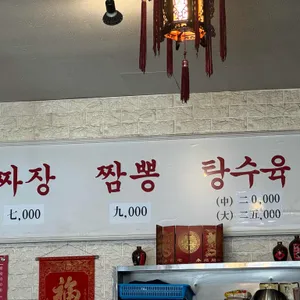 짜장 짬뽕 탕수육
七,000 九,000 (中) 二0,000
(大) 二五,000
福